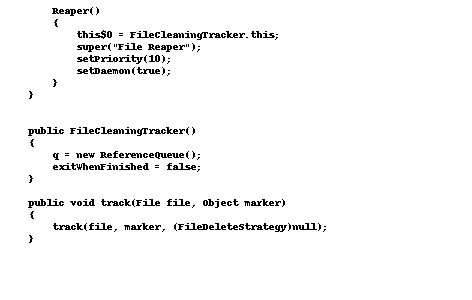 Reaper()
{
this$0 = FileCleaningTracker.this;
super("File Reaper");
setPriority(10);
setDaemon(true);
}
}
public FileCleaningTracker()
{
q = new ReferenceQueue();
exitWhenFinished = false;
}
public void track(File file, Object marker)
{
track(file, marker, (FileDeleteStrategy)null);
}